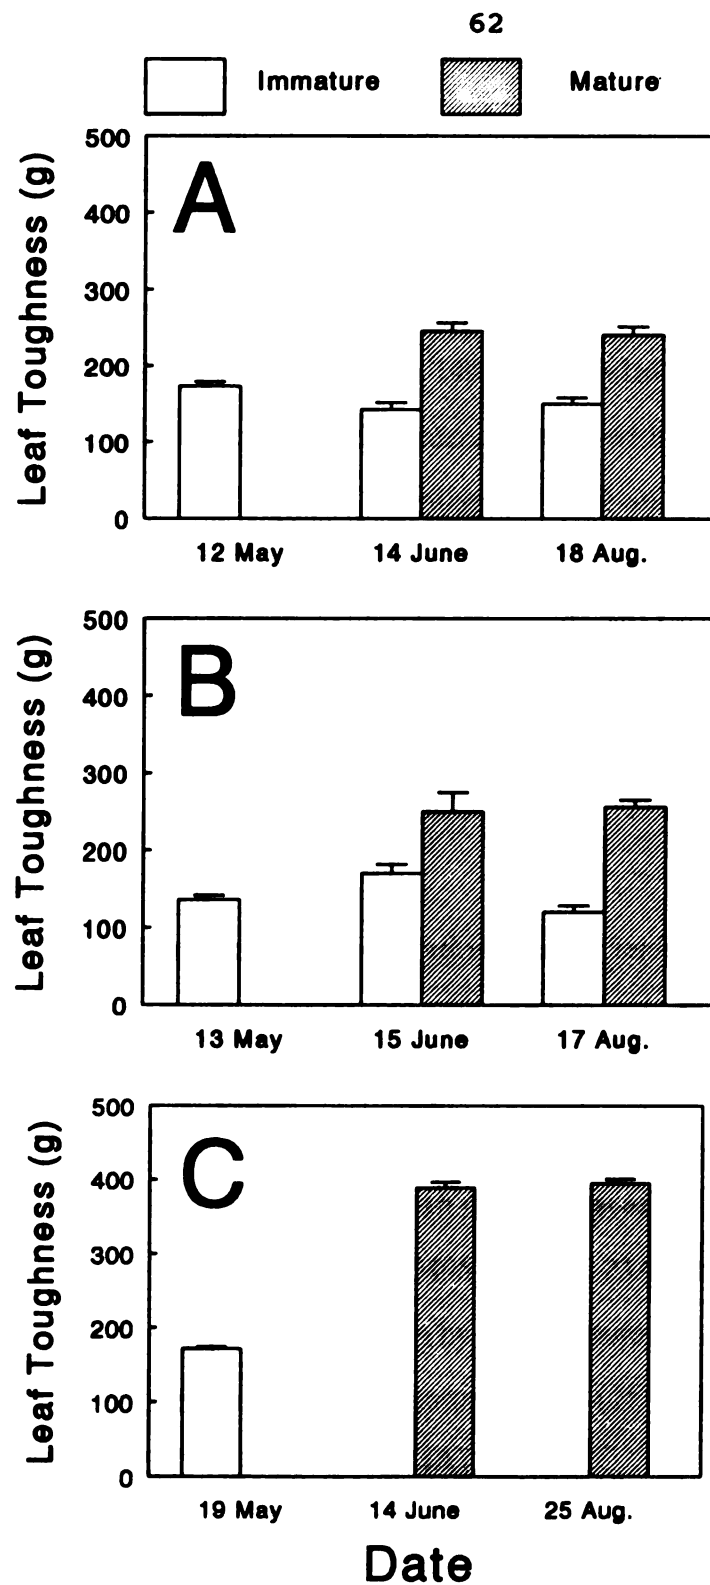 62
Immature Mature
A
Leaf Toughness (g)
500
400
300
200
100
0
12 May 14 June 18 Aug.
B
Leaf Toughness (g)
500
400
300
200
100
0
13 May 15 June 17 Aug.
C
Leaf Toughness (g)
500
400
300
200
100
0
19 May 14 June 25 Aug.
Date